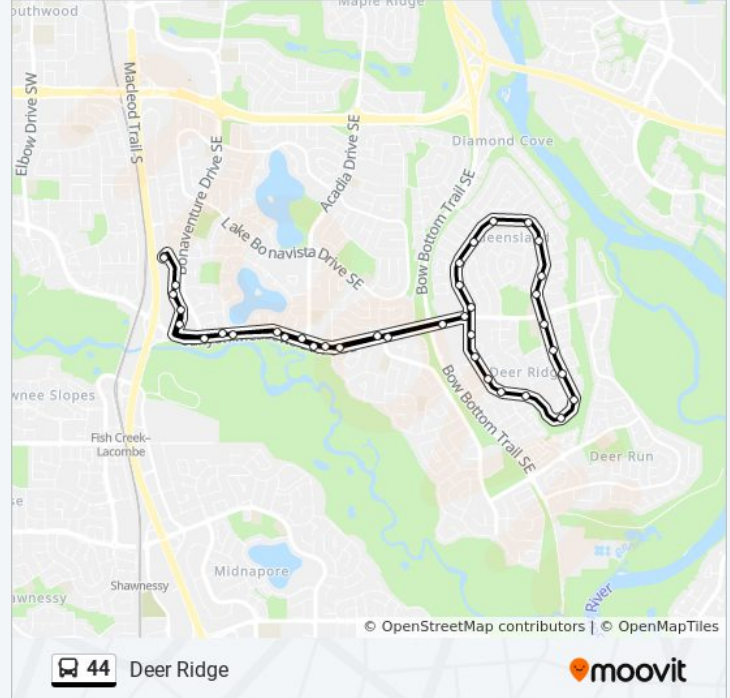 outhwood
Maple Ridge
Elbow Drive SW
Macleod Trail S
Bonaventure Drive SE
Acadia Drive SE
Diamond Cove
Lake Bonavista Drive SE
Bow Bottom Trail SE
Queensland
wnee Slopes
Deer Ridge
Bow Bottom Trail SE
Fish Creek–
Lacombe
Deer Run
se
Midnapore
Shawnessy
awnessy
River
© OpenStreetMap contributors | © OpenMapTiles
44 Deer Ridge
moovit